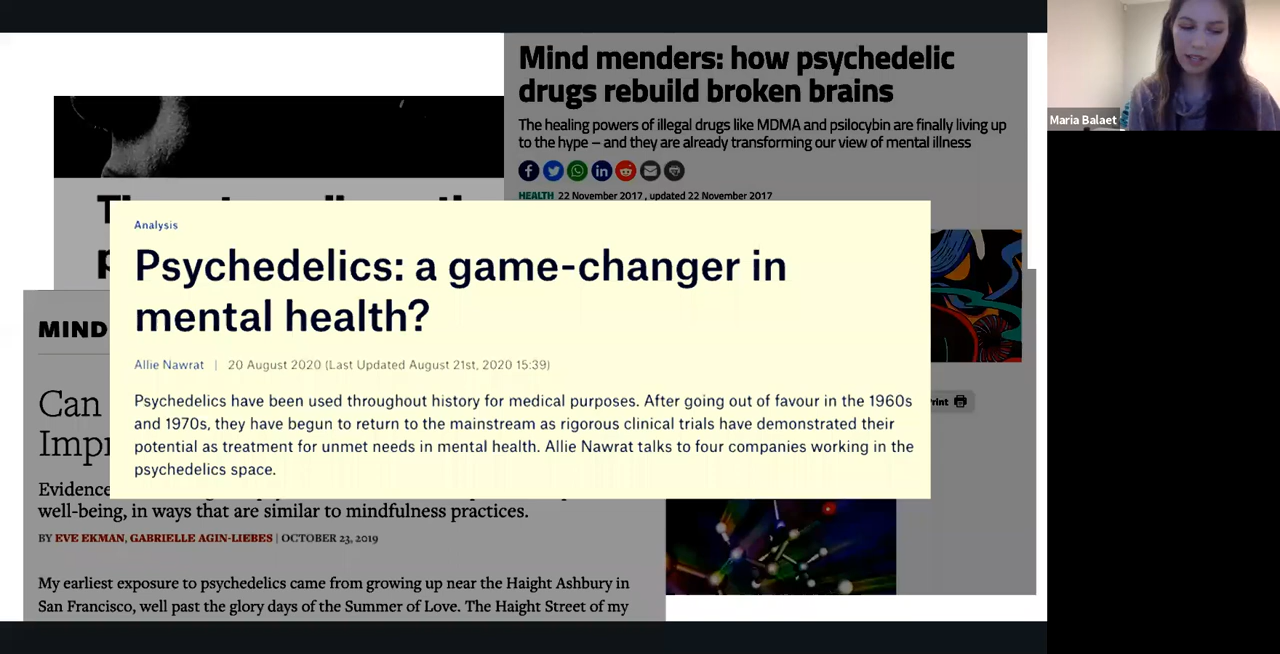 Mind menders: how psychedelic
drugs rebuild broken brains
The healing powers of illegal drugs like MDMA and psilocybin are finally living up
to the hype – and they are already transforming our view of mental illness
HEALTH 22 November 2017, updated 22 November 2017
Maria Balaet
Analysis
Psychedelics: a game-changer in
mental health?
Allie Nawrat | 20 August 2020 (Last Updated August 21st, 2020 15:39)
Psychedelics have been used throughout history for medical purposes. After going out of favour in the 1960s
and 1970s, they have begun to return to the mainstream as rigorous clinical trials have demonstrated their
potential as treatment for unmet needs in mental health. Allie Nawrat talks to four companies working in the
psychedelics space.
MIND
Can
Evidence
well-being, in ways that are similar to mindfulness practices.
BY EVE EKMAN, GABRIELLE AGIN-LIEBES | OCTOBER 23, 2019
My earliest exposure to psychedelics came from growing up near the Haight Ashbury in
San Francisco, well past the glory days of the Summer of Love. The Haight Street of my